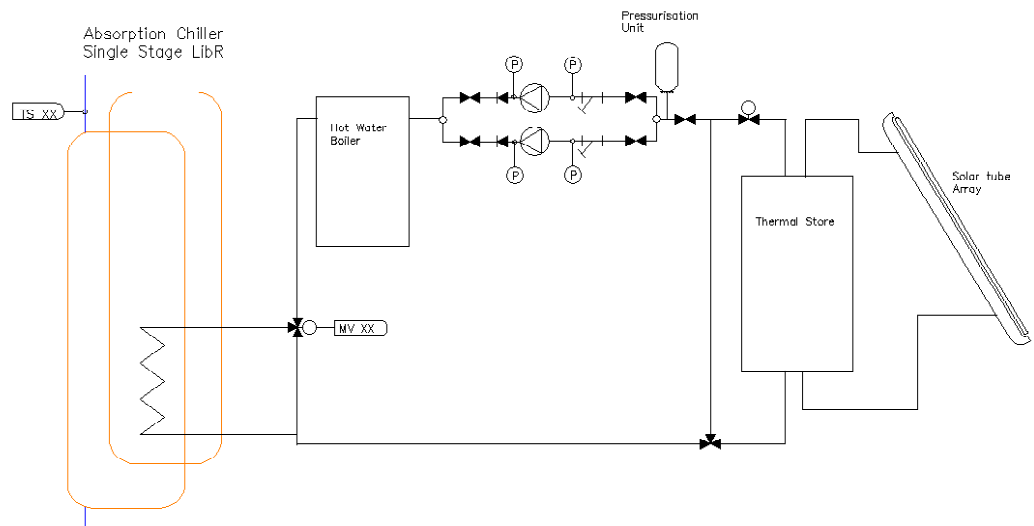 Pressurisation
Unit
Absorption Chiller
Single Stage LibR
TS XX
P
P
Hot Water
Boiler
P
P
Solar tube
Array
Thermal Store
MV XX